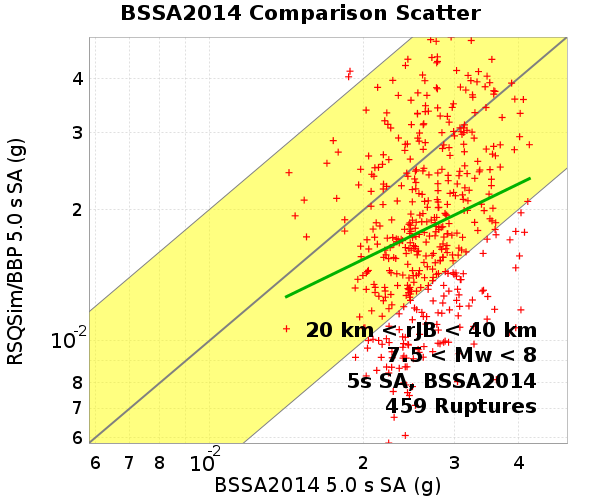 BSSA2014 Comparison Scatter
RSQSim/BBP 5.0 s SA (g)
4
3
2
10-2
8
7
6
20 km < rJB < 40 km
7.5 < Mw < 8
5s SA, BSSA2014
459 Ruptures
6 7 8 10-2 2 3 4
BSSA2014 5.0 s SA (g)